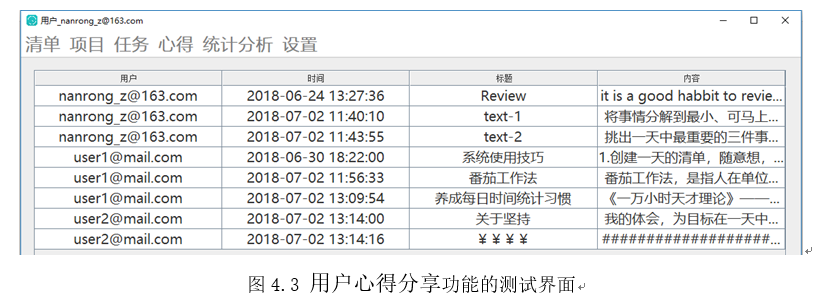 用户_nanrong_z@163.com
清单 项目 任务 心得 统计分析 设置
用户 时间 标题 内容
nanrong_z@163.com 2018-06-24 13:27:36 Review it is a good habbit to revie...
nanrong_z@163.com 2018-07-02 11:40:10 text-1 将事情分解到最小、可马上...
nanrong_z@163.com 2018-07-02 11:43:55 text-2 挑出一天中最重要的三件事...
user1@mail.com 2018-06-30 18:22:00 系统使用技巧 1.创建一天的清单，随意想，...
user1@mail.com 2018-07-02 11:56:33 番茄工作法 番茄工作法，是指人在单位...
user1@mail.com 2018-07-02 13:09:54 养成每日时间统计习惯 《一万小时天才理论》——...
user2@mail.com 2018-07-02 13:14:00 关于坚持 我的体会，为目标在一天中...
user2@mail.com 2018-07-02 13:14:16 ￥￥￥￥ ###################...
图 4.3 用户心得分享功能的测试界面